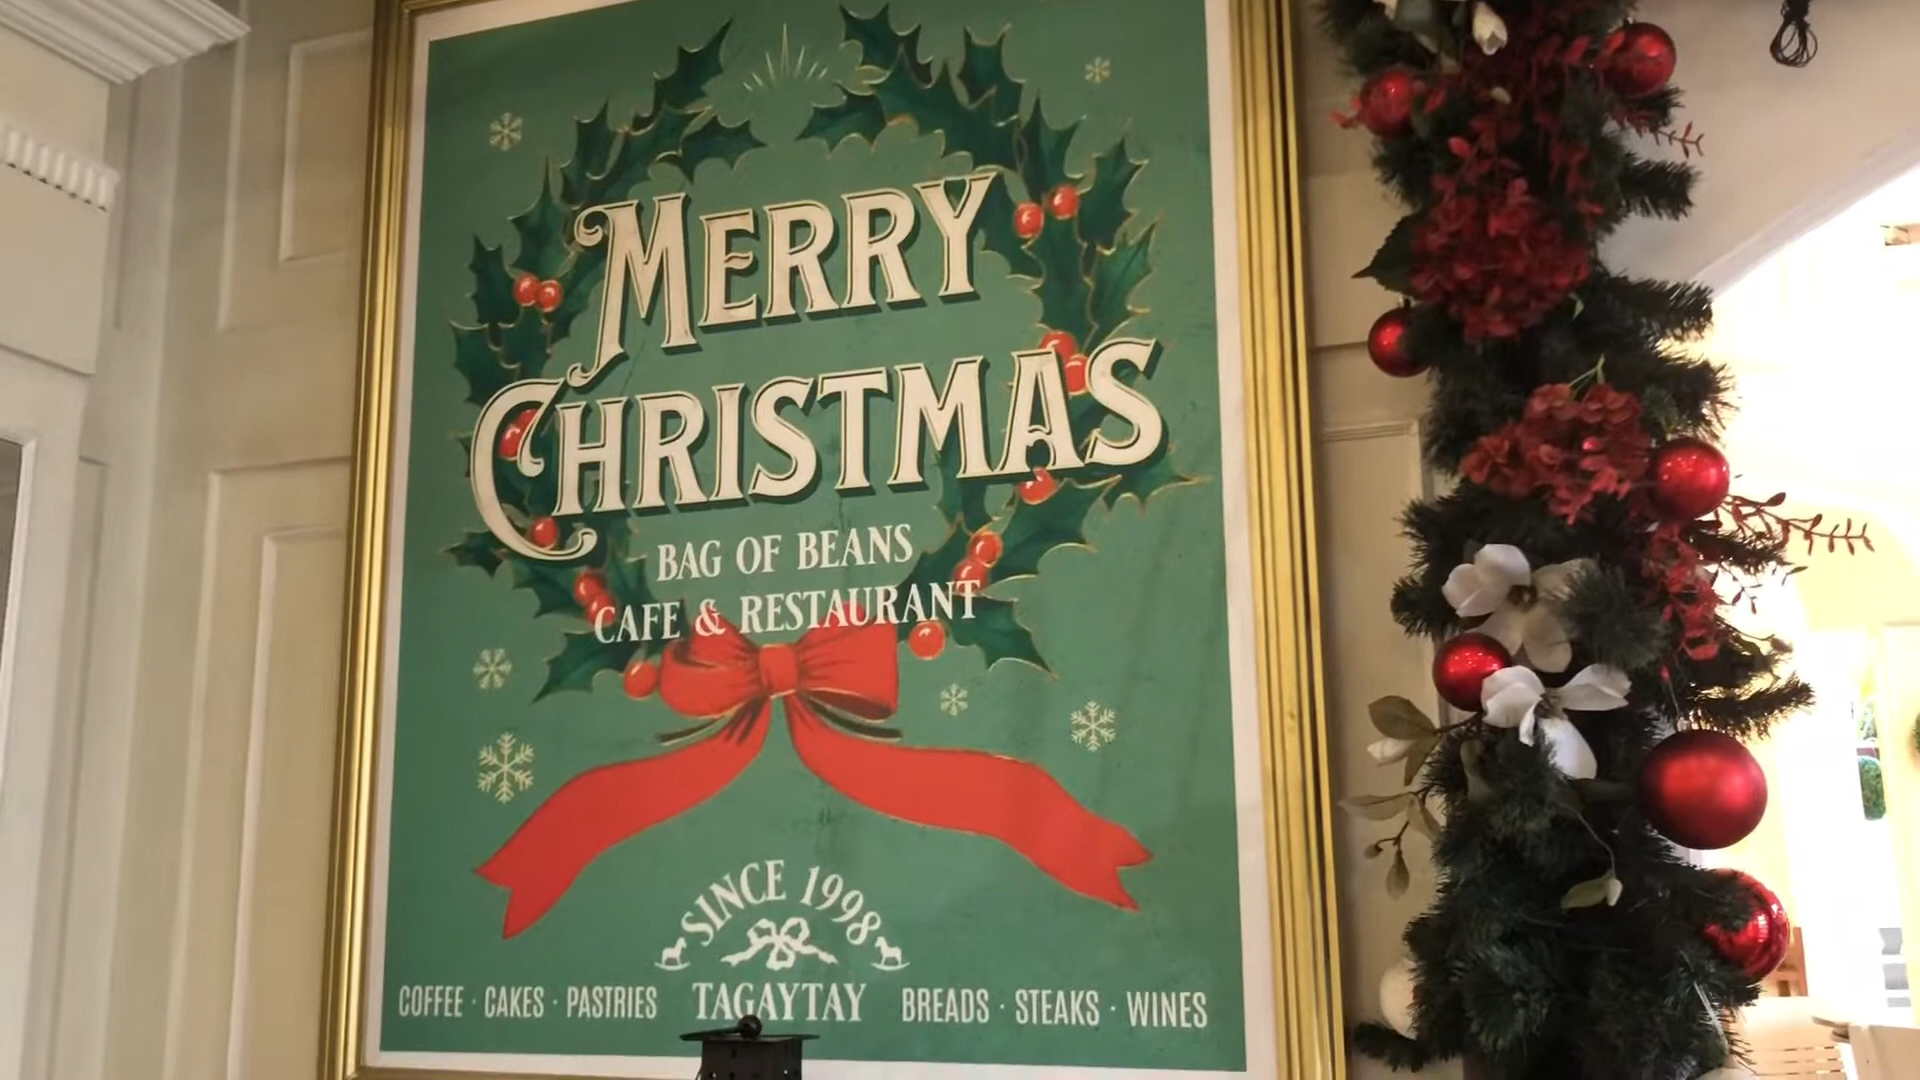 MERRY
CHRISTMAS
BAG OF BEANS
CAFE & RESTAURANT
SINCE 1998
COFFEE · CAKES · PASTRIES TAGAYTAY BREADS · STEAKS · WINES